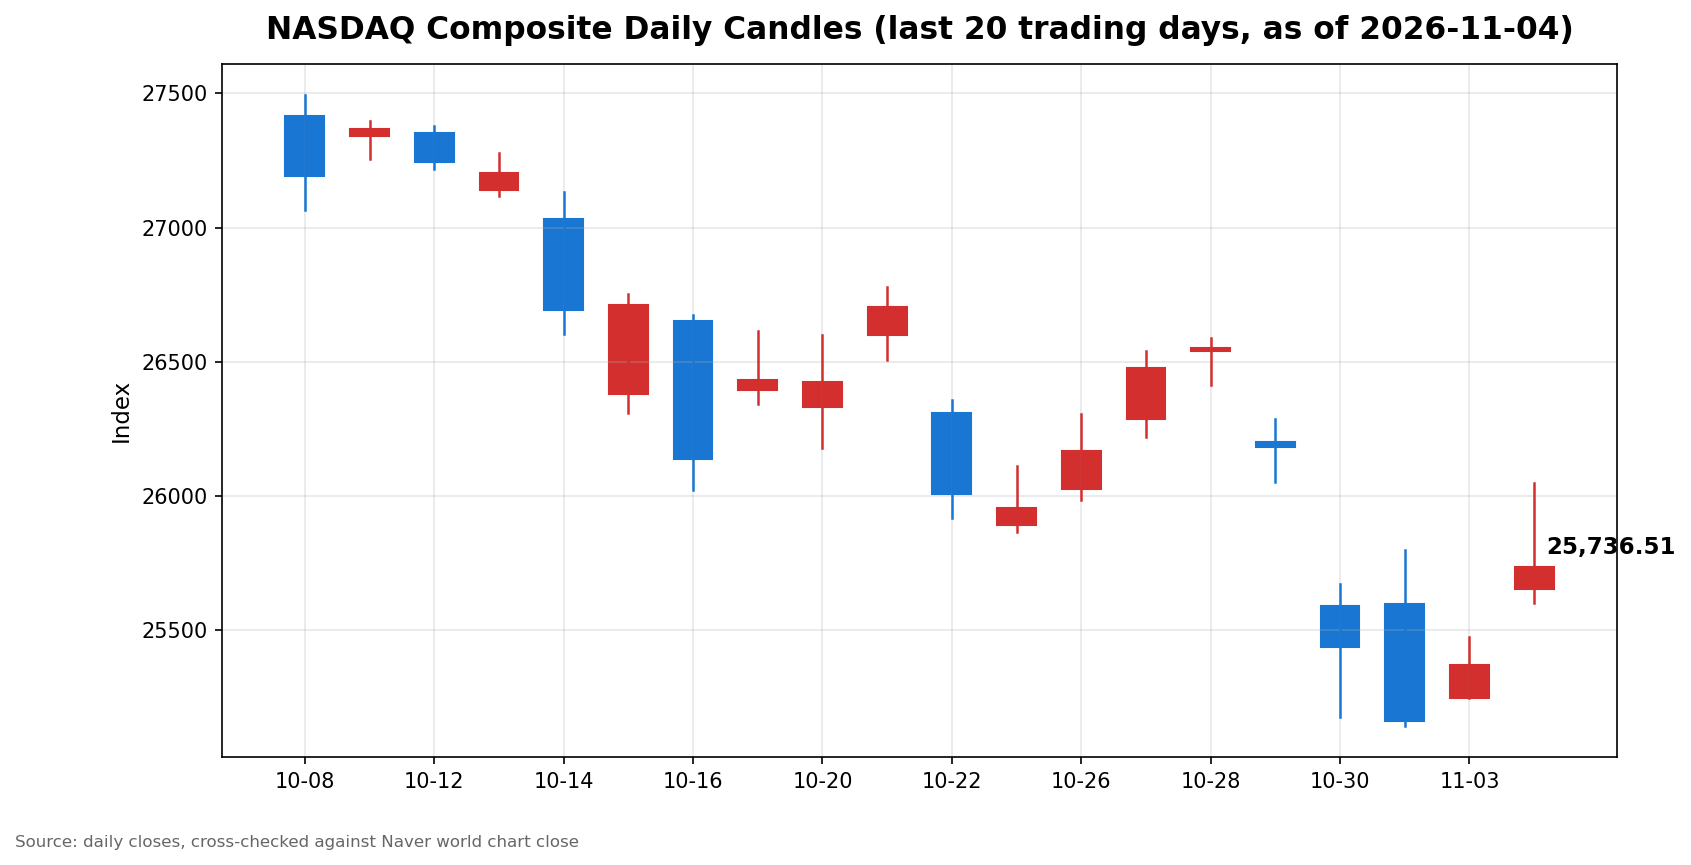 NASDAQ Composite Daily Candles (last 20 trading days, as of 2026-11-04)
Index
27500
27000
26500
26000
25500
25,736.51
10-08 10-12 10-14 10-16 10-20 10-22 10-26 10-28 10-30 11-03
Source: daily closes, cross-checked against Naver world chart close